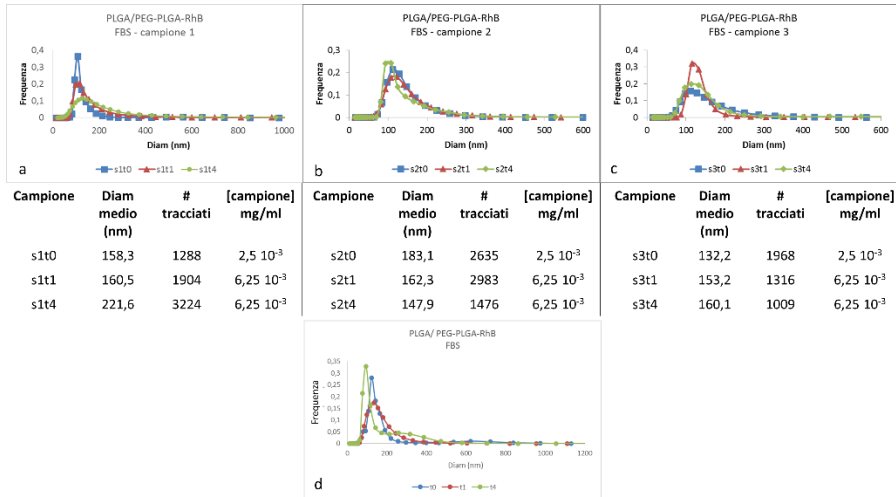 PLGA/PEG-PLGA-RhB
FBS - campione 1
Frequenza
0,4
0,3
0,2
0,1
0
0 200 400 600 800 1000
Diam (nm)
a
s1t0 s1t1 s1t4
PLGA/PEG-PLGA-RhB
FBS - campione 2
Frequenza
0,4
0,3
0,2
0,1
0
0 100 200 300 400 500 600
Diam (nm)
b
s2t0 s2t1 s2t4
PLGA/PEG-PLGA-RhB
FBS - campione 3
Frequenza
0,4
0,3
0,2
0,1
0
0 100 200 300 400 500 600
Diam (nm)
c
s3t0 s3t1 s3t4
Campione Diam medio (nm) # tracciati [campione] mg/ml
s1t0 158,3 1288 2,5 10⁻³
s1t1 160,5 1904 6,25 10⁻³
s1t4 221,6 3224 6,25 10⁻³
Campione Diam medio (nm) # tracciati [campione] mg/ml
s2t0 183,1 2635 2,5 10⁻³
s2t1 162,3 2983 6,25 10⁻³
s2t4 147,9 1476 6,25 10⁻³
Campione Diam medio (nm) # tracciati [campione] mg/ml
s3t0 132,2 1968 2,5 10⁻³
s3t1 153,2 1316 6,25 10⁻³
s3t4 160,1 1009 6,25 10⁻³
PLGA/ PEG-PLGA-RhB
FBS
Frequenza
0,35
0,3
0,25
0,2
0,15
0,1
0,05
0
0 200 400 600 800 1000 1200
Diam (nm)
d
t0 t1 t4